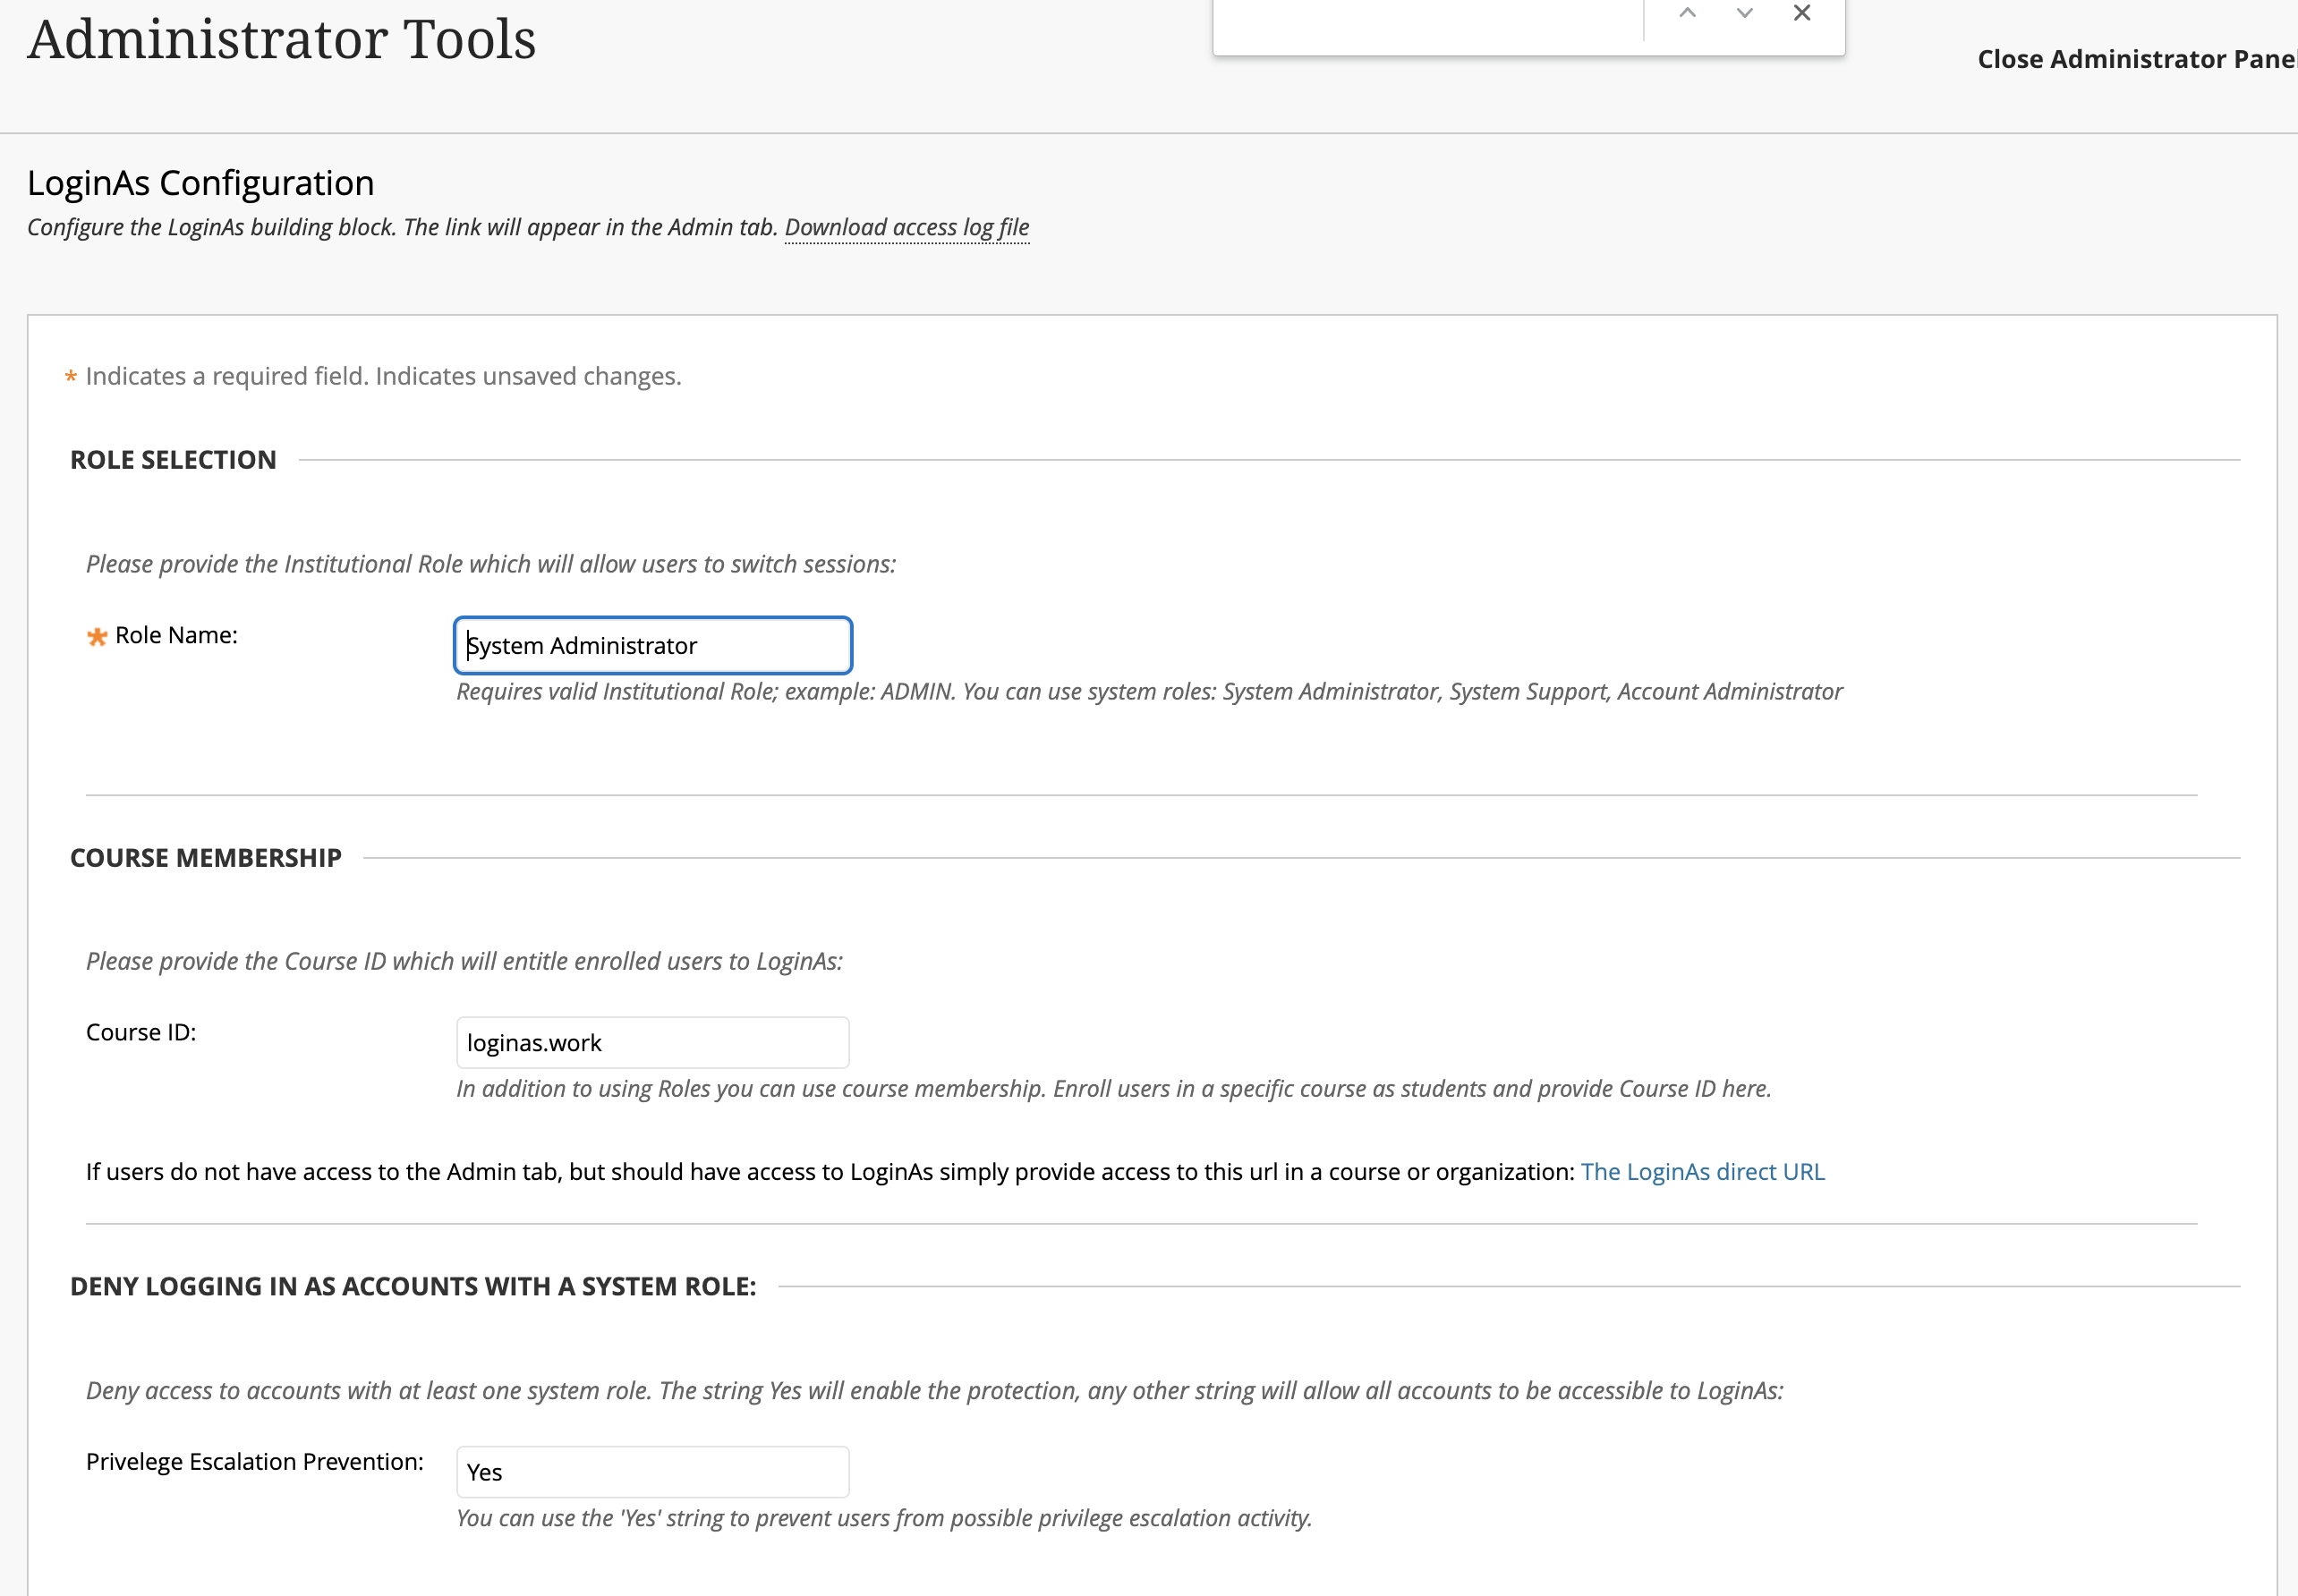 Administrator Tools
Close Administrator Pane
LoginAs Configuration
Configure the LoginAs building block. The link will appear in the Admin tab. Download access log file
* Indicates a required field. Indicates unsaved changes.
ROLE SELECTION
Please provide the Institutional Role which will allow users to switch sessions:
* Role Name:
System Administrator
Requires valid Institutional Role; example: ADMIN. You can use system roles: System Administrator, System Support, Account Administrator
COURSE MEMBERSHIP
Please provide the Course ID which will entitle enrolled users to LoginAs:
Course ID:
loginas.work
In addition to using Roles you can use course membership. Enroll users in a specific course as students and provide Course ID here.
If users do not have access to the Admin tab, but should have access to LoginAs simply provide access to this url in a course or organization: The LoginAs direct URL
DENY LOGGING IN AS ACCOUNTS WITH A SYSTEM ROLE:
Deny access to accounts with at least one system role. The string Yes will enable the protection, any other string will allow all accounts to be accessible to LoginAs:
Privelege Escalation Prevention:
Yes
You can use the 'Yes' string to prevent users from possible privilege escalation activity.